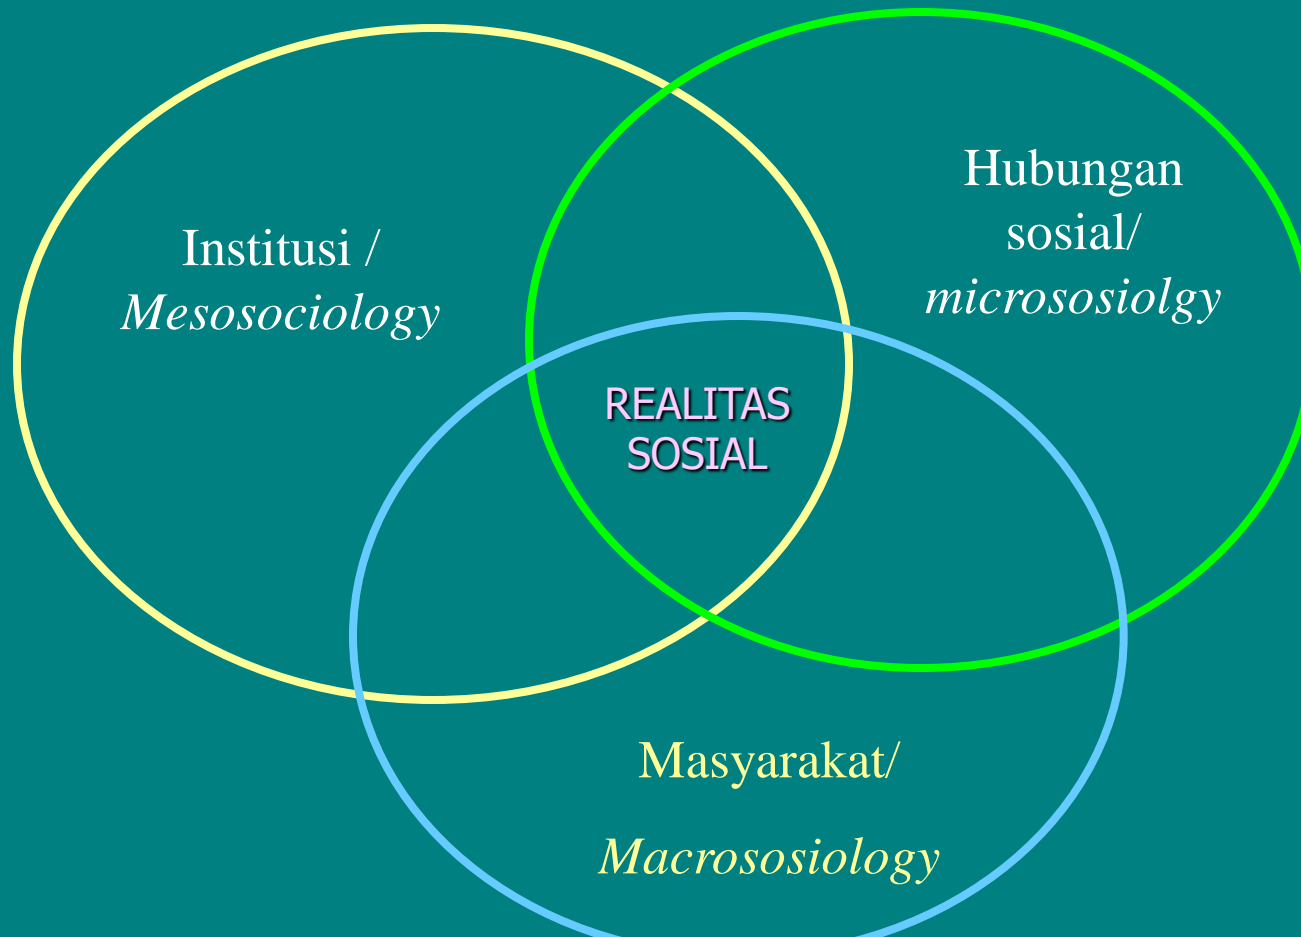 Institusi /
Mesosociology
Hubungan
sosial/
micrososiolgy
REALITAS
SOSIAL
Masyarakat/
Macrososiology